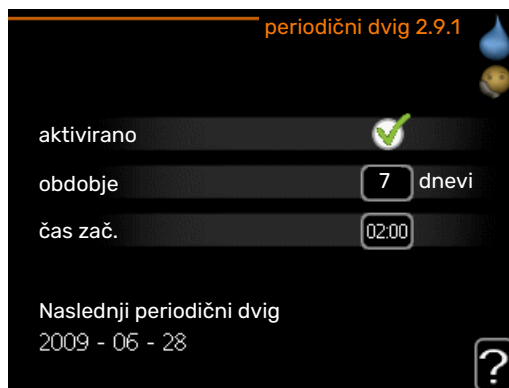 periodični dvig 2.9.1
aktivirano
obdobje 7 dnevi
čas zač. 02:00
Naslednji periodični dvig
2009 - 06 - 28
?